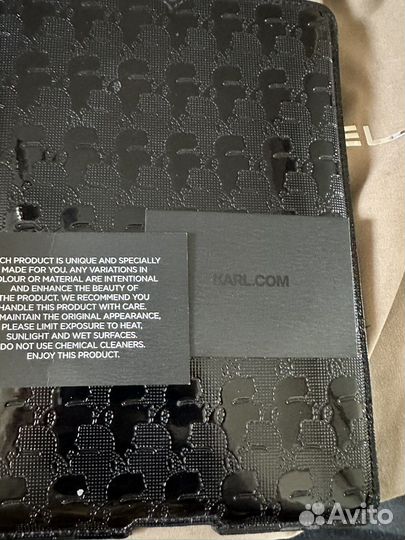 CH PRODUCT IS UNIQUE AND SPECIALLY
MADE FOR YOU. ANY VARIATIONS IN
OLOUR OR MATERIAL ARE INTENTIONAL
AND ENHANCE THE BEAUTY OF
THE PRODUCT. WE RECOMMEND YOU
HANDLE THIS PRODUCT WITH CARE.
MAINTAIN THE ORIGINAL APPEARANCE,
PLEASE LIMIT EXPOSURE TO HEAT,
SUNLIGHT AND WET SURFACES.
DO NOT USE CHEMICAL CLEANERS.
ENJOY THIS PRODUCT.
KARL.COM
EL
Avito